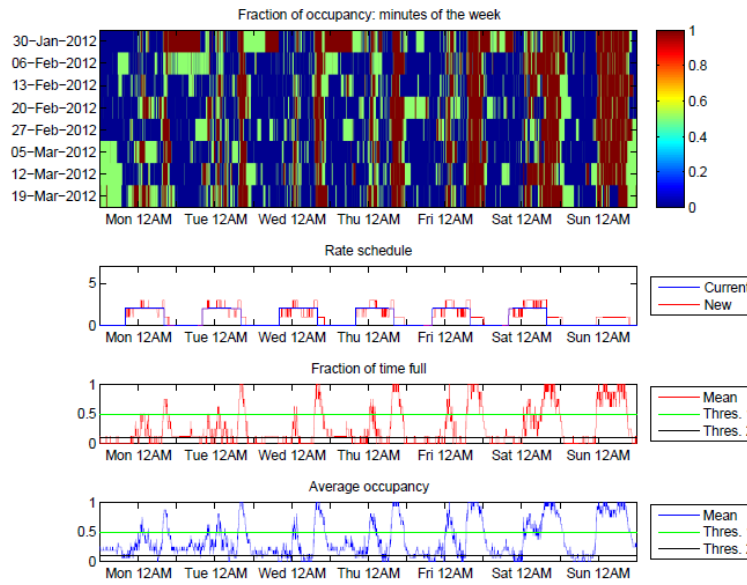 Fraction of occupancy: minutes of the week
30-Jan-2012
06-Feb-2012
13-Feb-2012
20-Feb-2012
27-Feb-2012
05-Mar-2012
12-Mar-2012
19-Mar-2012
1
0.8
0.6
0.4
0.2
0
Mon 12AM Tue 12AM Wed 12AM Thu 12AM Fri 12AM Sat 12AM Sun 12AM
Rate schedule
5
0
Mon 12AM Tue 12AM Wed 12AM Thu 12AM Fri 12AM Sat 12AM Sun 12AM
Current
New
Fraction of time full
1
0.5
0
Mon 12AM Tue 12AM Wed 12AM Thu 12AM Fri 12AM Sat 12AM Sun 12AM
Mean
Thres.
Thres.
Average occupancy
1
0.5
0
Mon 12AM Tue 12AM Wed 12AM Thu 12AM Fri 12AM Sat 12AM Sun 12AM
Mean
Thres.
Thres.